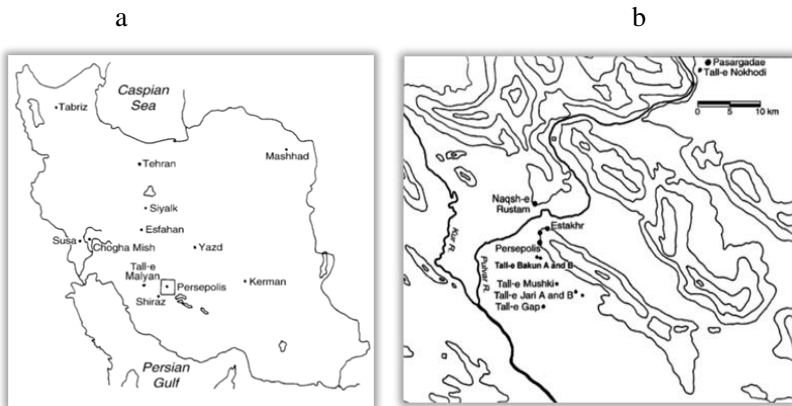 a
b
Caspian
Sea
Tabriz
Tehran
Mashhad
Siyalk
Esfahan
Susa
Chogha Mish
Yazd
Tall-e
Malyan
Persepolis
Kerman
Shiraz
Persian
Gulf
Pasargadae
Tall-e Nokhodi
0 5 10 km
Naqsh-e
Rustam
Estakhr
Kur R.
Persepolis
Pulvar R.
Tall-e Bakun A and B
Tall-e Mushki
Tall-e Jari A and B
Tall-e Gap